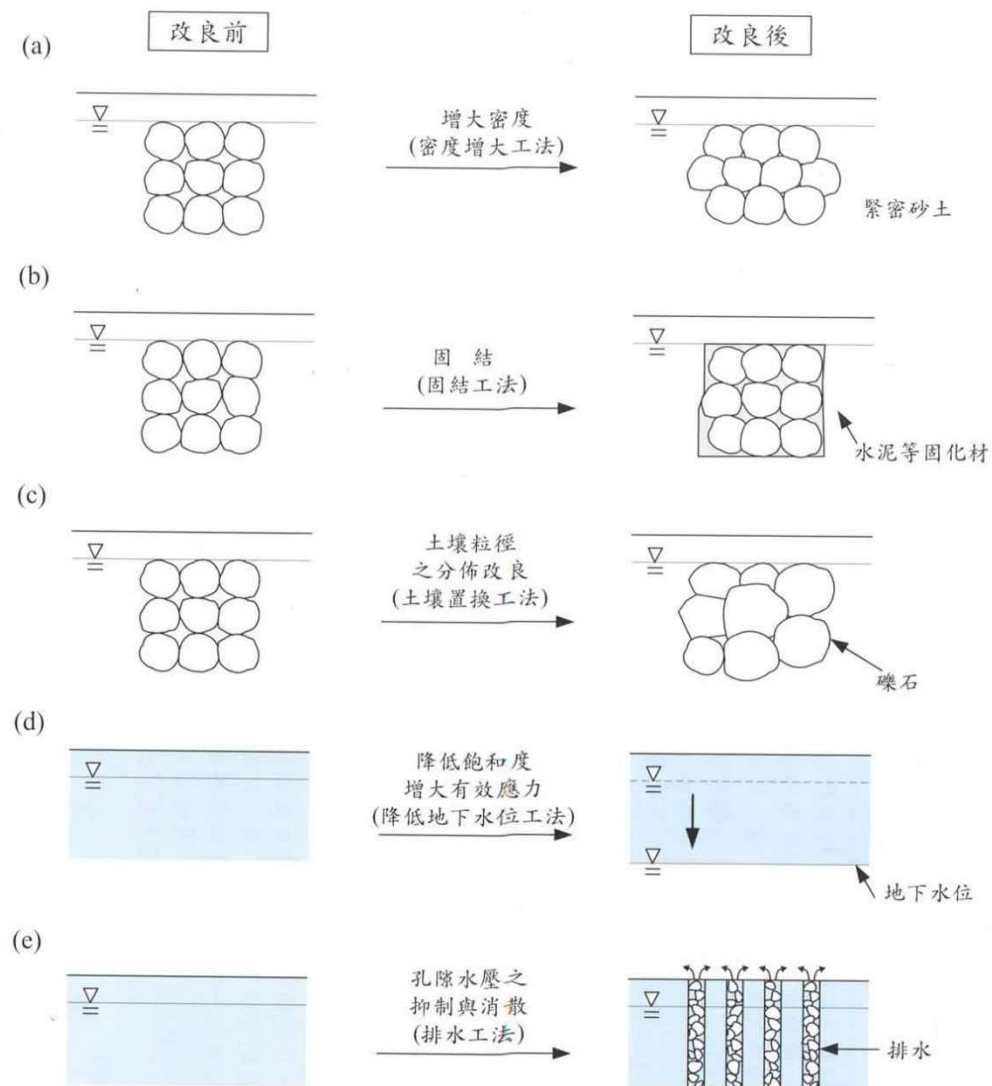 改良前
改良後
(a)
增大密度
(密度增大工法)
緊密砂土
(b)
固結
(固結工法)
水泥等固化材
(c)
土壤粒徑
之分佈改良
(土壤置換工法)
礫石
(d)
降低飽和度
增大有效應力
(降低地下水位工法)
地下水位
(e)
孔隙水壓之
抑制與消散
(排水工法)
排水